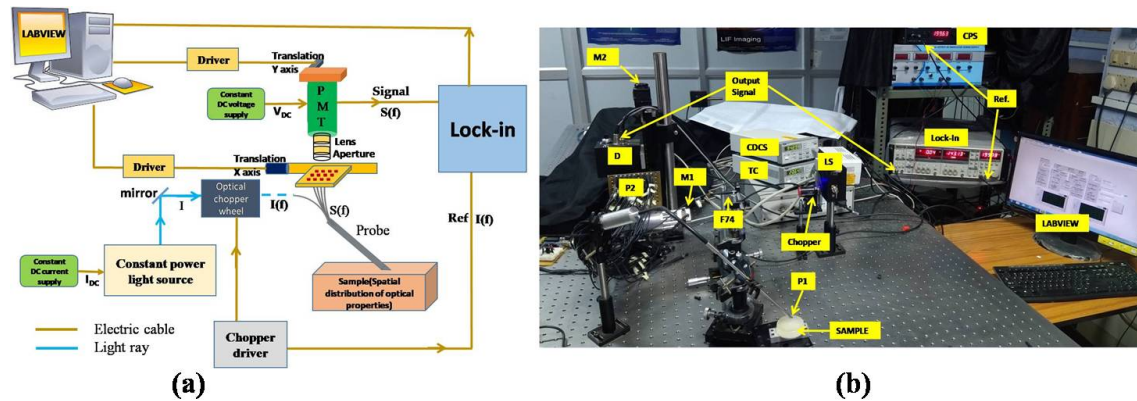 LABVIEW
Driver
Translation
Y axis
Constant
DC voltage
supply
V_DC
P
M
T
Signal
S(f)
Lock-in
Lens
Aperture
Driver
Translation
X axis
mirror
I
Optical
chopper
wheel
I(f)
S(f)
Probe
Ref
I(f)
Constant
DC current
supply
I_DC
Constant power
light source
Sample(Spatial
distribution of optical
properties)
Electric cable
Light ray
Chopper
driver
(a)
LIF Imaging
CPS
M2
Output
Signal
Ref.
Lock-In
D
CDCS
LS
TC
P2
M1
F74
Chopper
LABVIEW
P1
SAMPLE
(b)